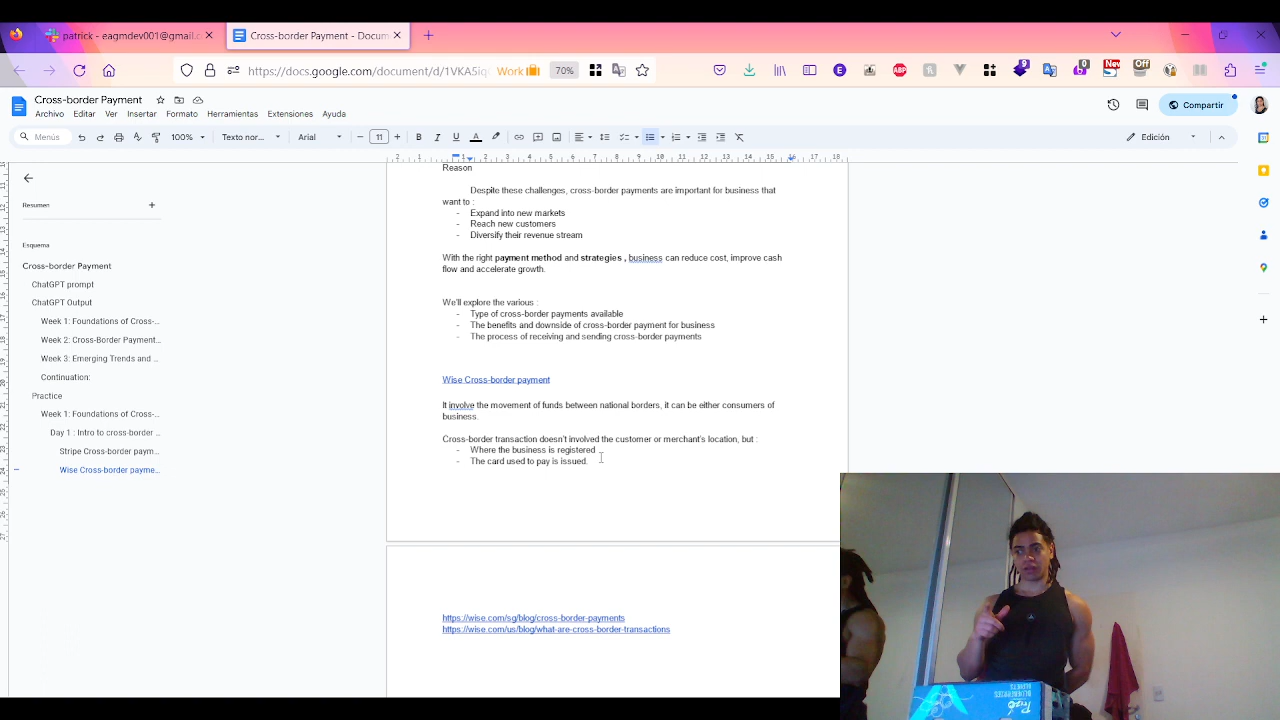 patrick - eaqmdev001@gmail.c
Cross-border Payment - Docum
https://docs.google.com/document/d/1VKA5iq
Work
70%
Cross-border Payment
Archivo Editar Ver Insertar Formato Herramientas Extensiones Ayuda
Compartir
Menús
100%
Texto nor...
Arial
11
Edición
Resumen
Esquema
Cross-border Payment
ChatGPT prompt
ChatGPT Output
Week 1: Foundations of Cross-...
Week 2: Cross-Border Payment...
Week 3: Emerging Trends and ...
Continuation:
Practice
Week 1: Foundations of Cross-...
Day 1 : Intro to cross-border ...
Stripe Cross-border paym...
Wise Cross-border payme...
Reason
Despite these challenges, cross-border payments are important for business that
want to :
- Expand into new markets
- Reach new customers
- Diversify their revenue stream
With the right payment method and strategies , business can reduce cost, improve cash
flow and accelerate growth.
We'll explore the various :
- Type of cross-border payments available
- The benefits and downside of cross-border payment for business
- The process of receiving and sending cross-border payments
Wise Cross-border payment
It involve the movement of funds between national borders, it can be either consumers of
business.
Cross-border transaction doesn't involved the customer or merchant's location, but :
- Where the business is registered
- The card used to pay is issued.
https://wise.com/sg/blog/cross-border-payments
https://wise.com/us/blog/what-are-cross-border-transactions